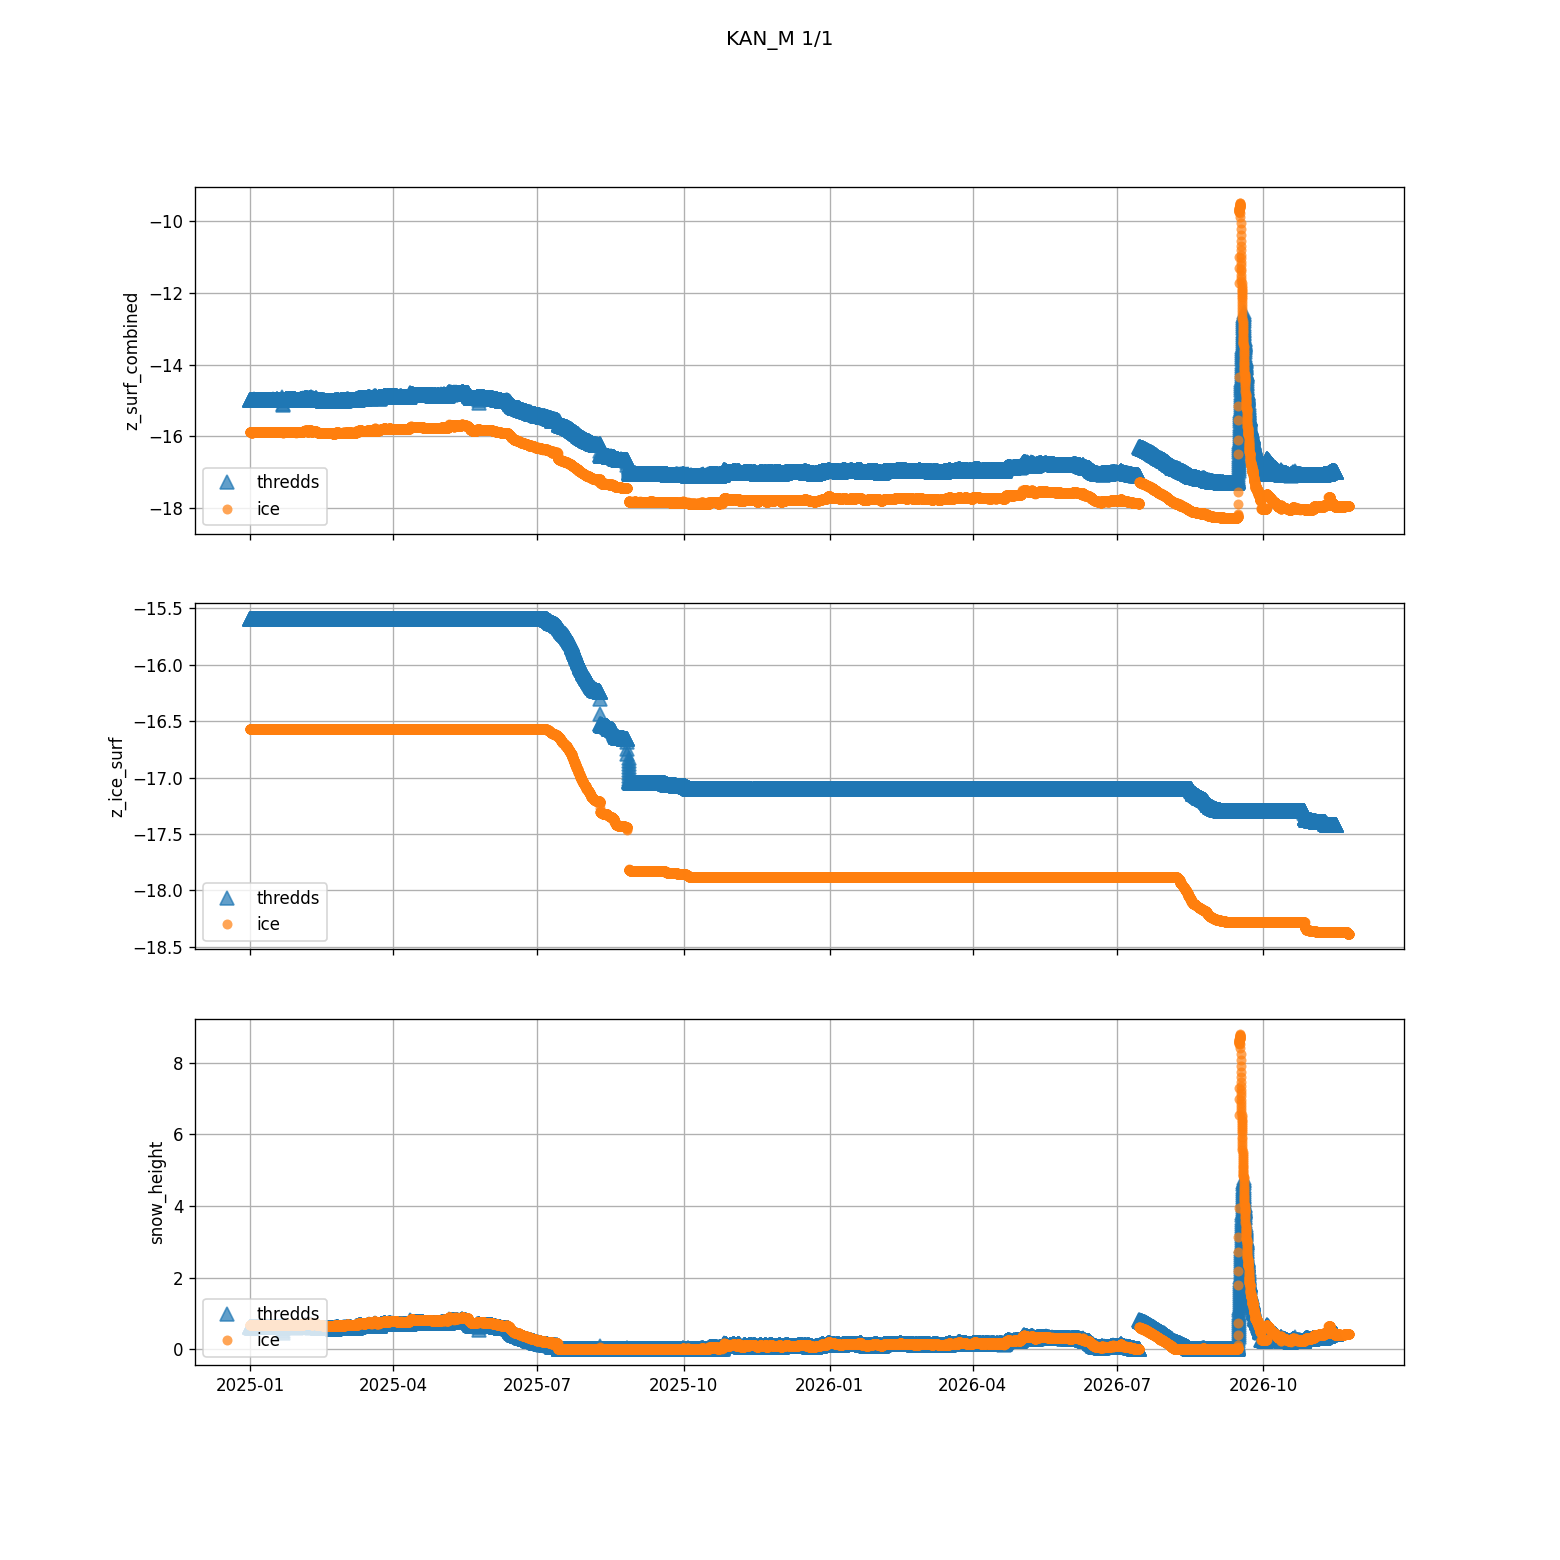 KAN_M 1/1
z_surf_combined
−10
−12
−14
−16
−18
thredds
ice
z_ice_surf
−15.5
−16.0
−16.5
−17.0
−17.5
−18.0
−18.5
thredds
ice
snow_height
8
6
4
2
0
thredds
ice
2025-01 2025-04 2025-07 2025-10 2026-01 2026-04 2026-07 2026-10